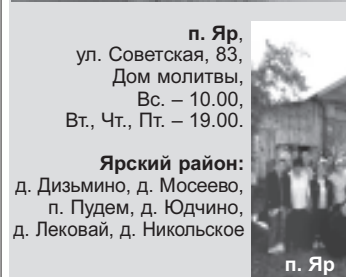 п. Яр,
ул. Советская, 83,
Дом молитвы,
Вс. – 10.00,
Вт., Чт., Пт. – 19.00.
Ярский район:
д. Дизьмино, д. Мосеево,
п. Пудем, д. Юдчино,
д. Лековай, д. Никольское
п. Яр